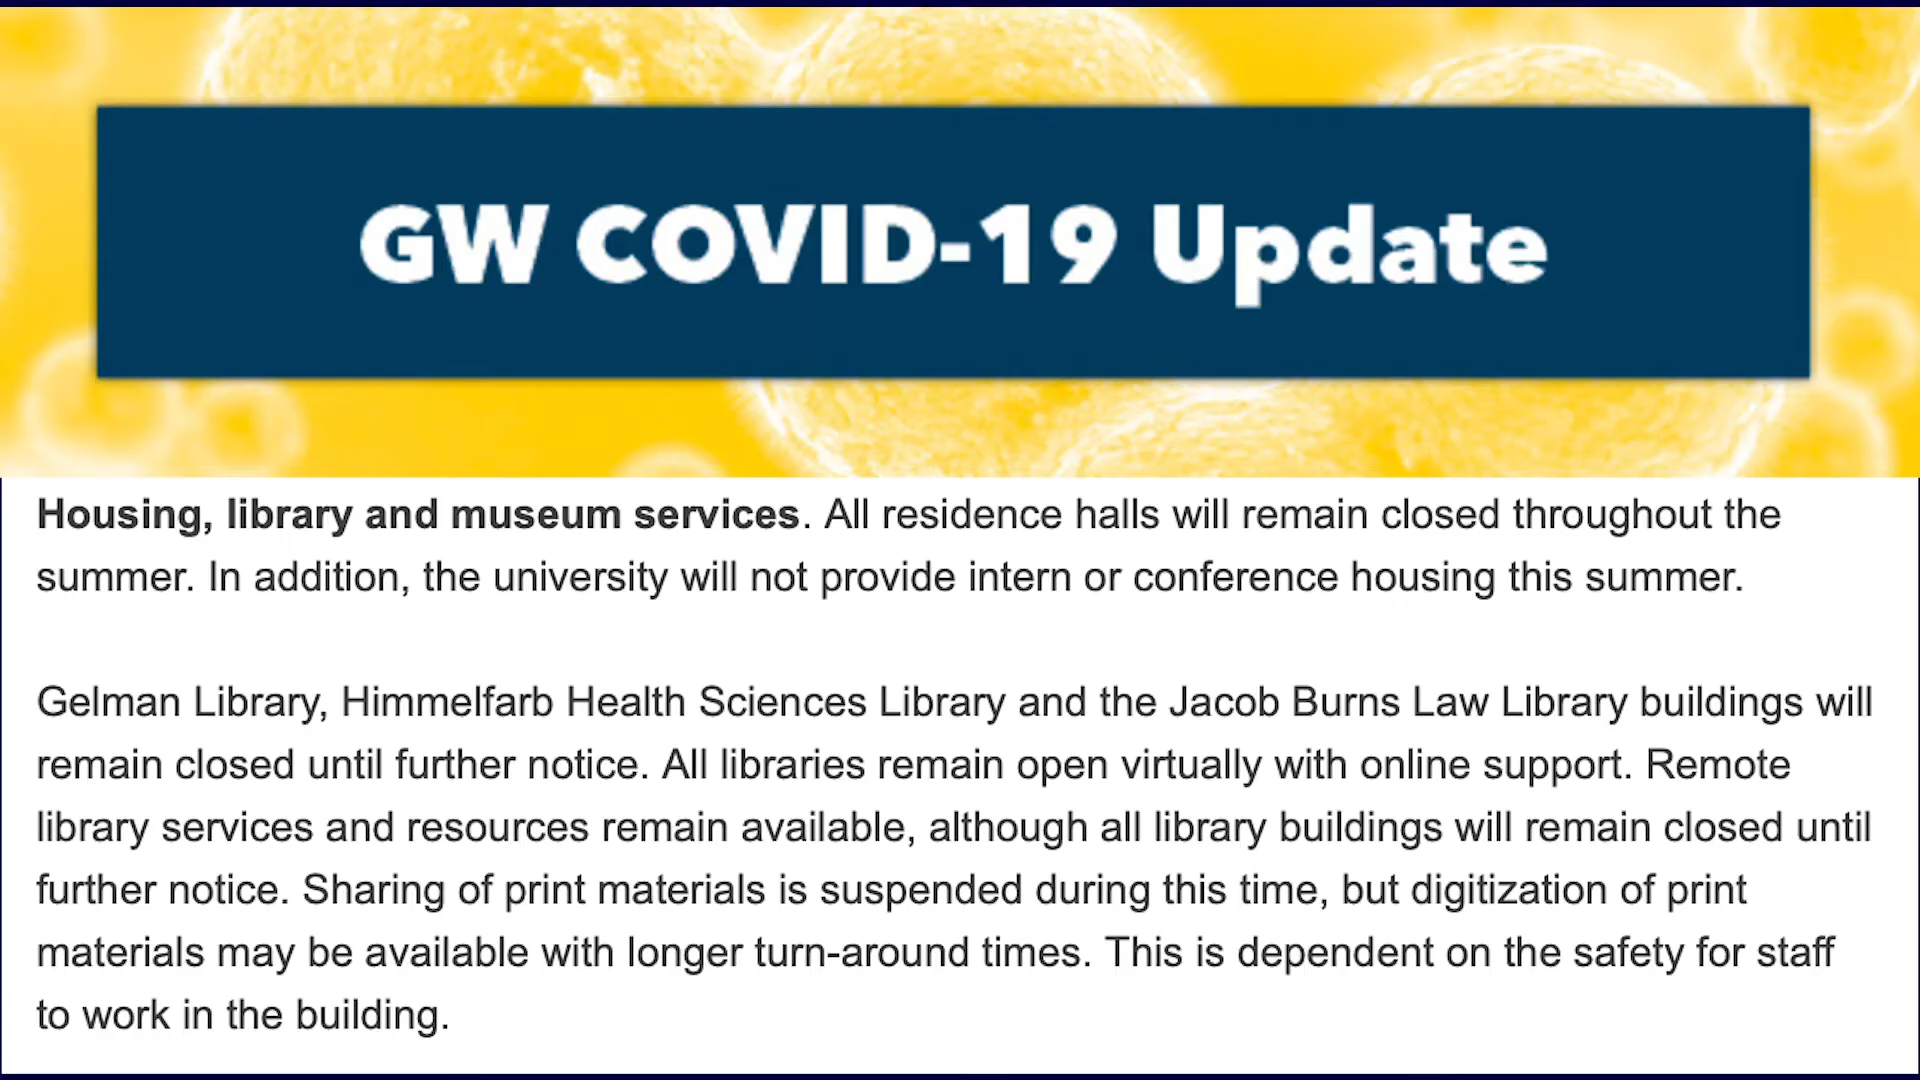 GW COVID-19 Update
Housing, library and museum services. All residence halls will remain closed throughout the
summer. In addition, the university will not provide intern or conference housing this summer.
Gelman Library, Himmelfarb Health Sciences Library and the Jacob Burns Law Library buildings will
remain closed until further notice. All libraries remain open virtually with online support. Remote
library services and resources remain available, although all library buildings will remain closed until
further notice. Sharing of print materials is suspended during this time, but digitization of print
materials may be available with longer turn-around times. This is dependent on the safety for staff
to work in the building.